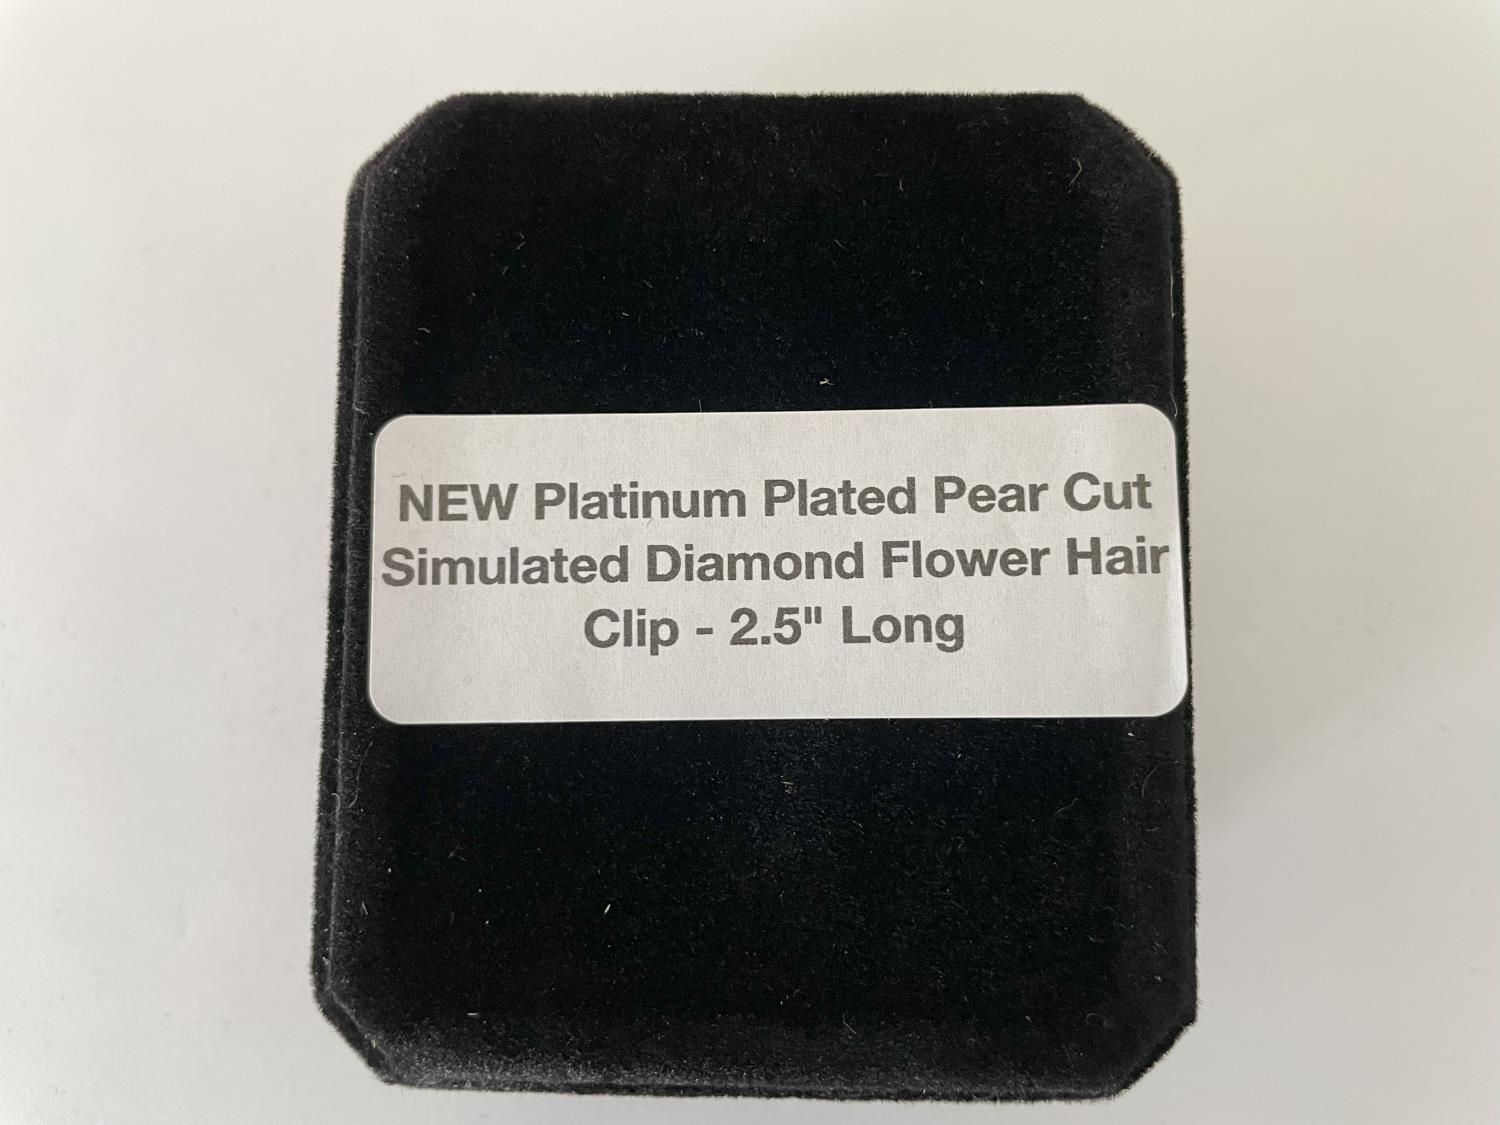 NEW Platinum Plated Pear Cut
Simulated Diamond Flower Hair
Clip - 2.5" Long